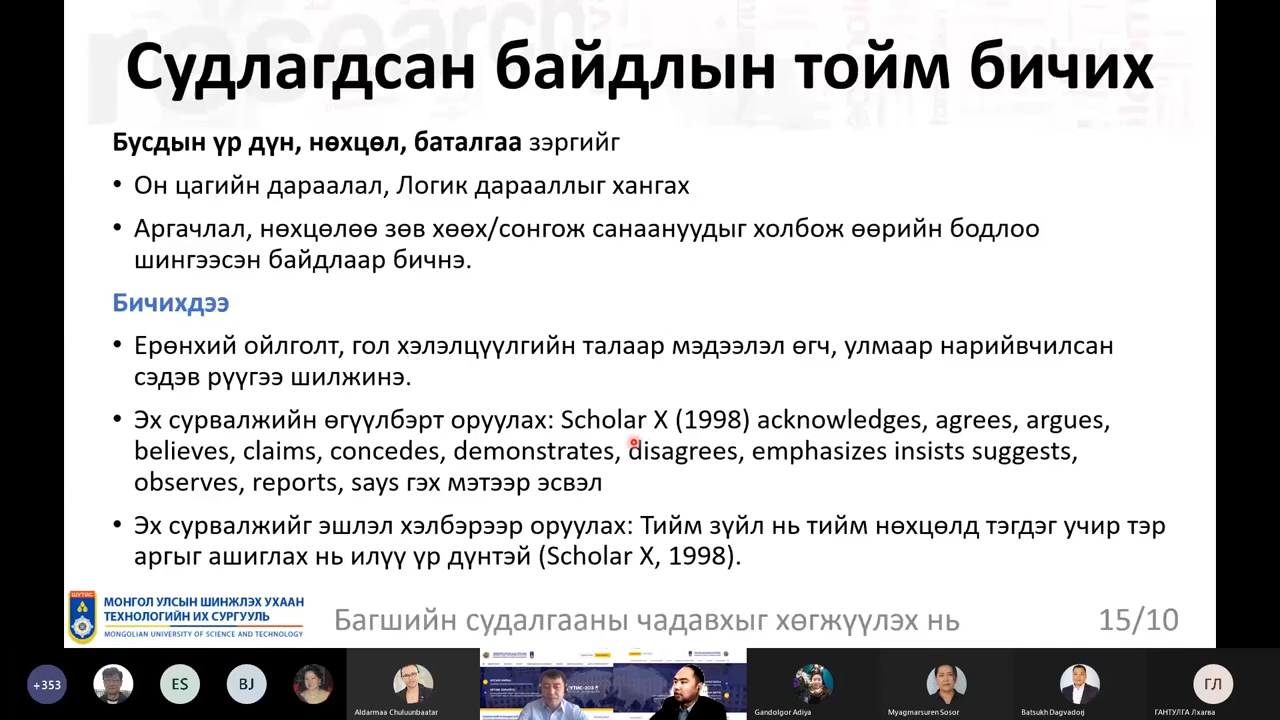 Судлагдсан байдлын тойм бичих
Бусдын үр дүн, нөхцөл, баталгаа зэргийг
• Он цагийн дараалал, Логик дарааллыг хангах
• Аргачлал, нөхцөлөө зөв хөөх/сонгож санаануудыг холбож өөрийн бодлоо
шингээсэн байдлаар бичнэ.
Бичихдээ
• Ерөнхий ойлголт, гол хэлэлцүүлгийн талаар мэдээлэл өгч, улмаар нарийвчилсан
сэдэв рүүгээ шилжинэ.
• Эх сурвалжийн өгүүлбэрт оруулах: Scholar X (1998) acknowledges, agrees, argues,
believes, claims, concedes, demonstrates, disagrees, emphasizes insists suggests,
observes, reports, says гэх мэтээр эсвэл
• Эх сурвалжийг эшлэл хэлбэрээр оруулах: Тийм зүйл нь тийм нөхцөлд тэгдэг учир тэр
аргыг ашиглах нь илүү үр дүнтэй (Scholar X, 1998).
ШУТИС
МОНГОЛ УЛСЫН ШИНЖЛЭХ УХААН
ТЕХНОЛОГИЙН ИХ СУРГУУЛЬ
MONGOLIAN UNIVERSITY OF SCIENCE AND TECHNOLOGY
Багшийн судалгааны чадавхыг хөгжүүлэх нь
15/10
+353
ES
BJ
Aldarmaa Chuluunbaatar
Gandolgor Adiya
Myagmarsuren Sosor
Batsukh Dagvadorj
ГЛ
ГАНТУЛГА Лхагва